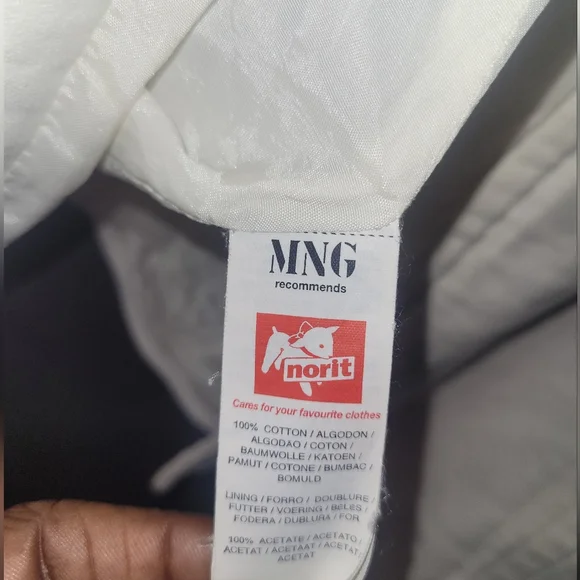 MNG
recommends
norit
Cares for your favourite clothes
100% COTTON / ALGODON /
ALGODAO / COTON /
BAUMWOLLE / KATOEN /
PAMUT / COTONE / BUMBAC /
BOMULD
LINING / FORRO / DOUBLURE /
FUTTER / VOERING / BÉLÉS /
FODERA / DUBLURA / FOR
100% ACETATE / ACETATO /
ACETAT / ACETAAT / ACETAT
ACETAT